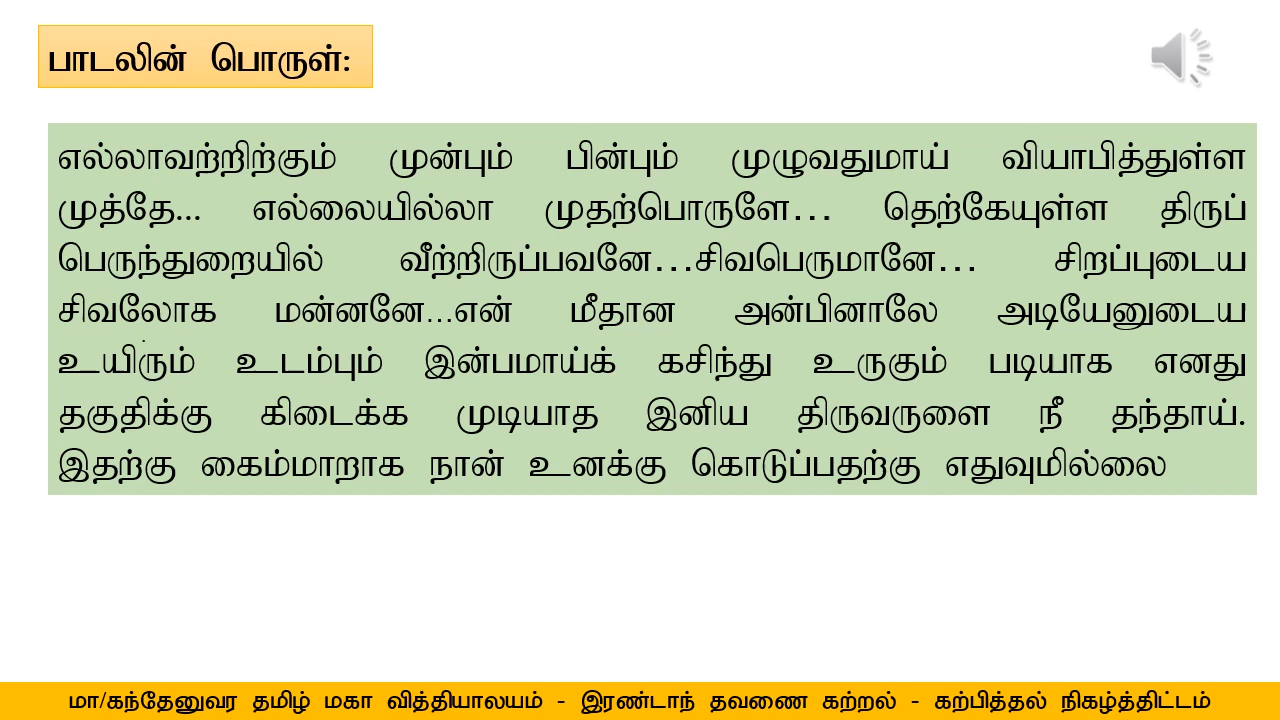 பாடலின் பொருள்:
எல்லாவற்றிற்கும் முன்பும் பின்பும் முழுவதுமாய் வியாபித்துள்ள
முத்தே... எல்லையில்லா முதற்பொருளே... தெற்கேயுள்ள திருப்
பெருந்துறையில் வீற்றிருப்பவனே...சிவபெருமானே... சிறப்புடைய
சிவலோக மன்னனே...என் மீதான அன்பினாலே அடியேனுடைய
உயிரும் உடம்பும் இன்பமாய்க் கசிந்து உருகும் படியாக எனது
தகுதிக்கு கிடைக்க முடியாத இனிய திருவருளை நீ தந்தாய்.
இதற்கு கைம்மாறாக நான் உனக்கு கொடுப்பதற்கு எதுவுமில்லை
மா/கந்தேனுவர தமிழ் மகா வித்தியாலயம் - இரண்டாந் தவணை கற்றல் - கற்பித்தல் நிகழ்த்திட்டம்